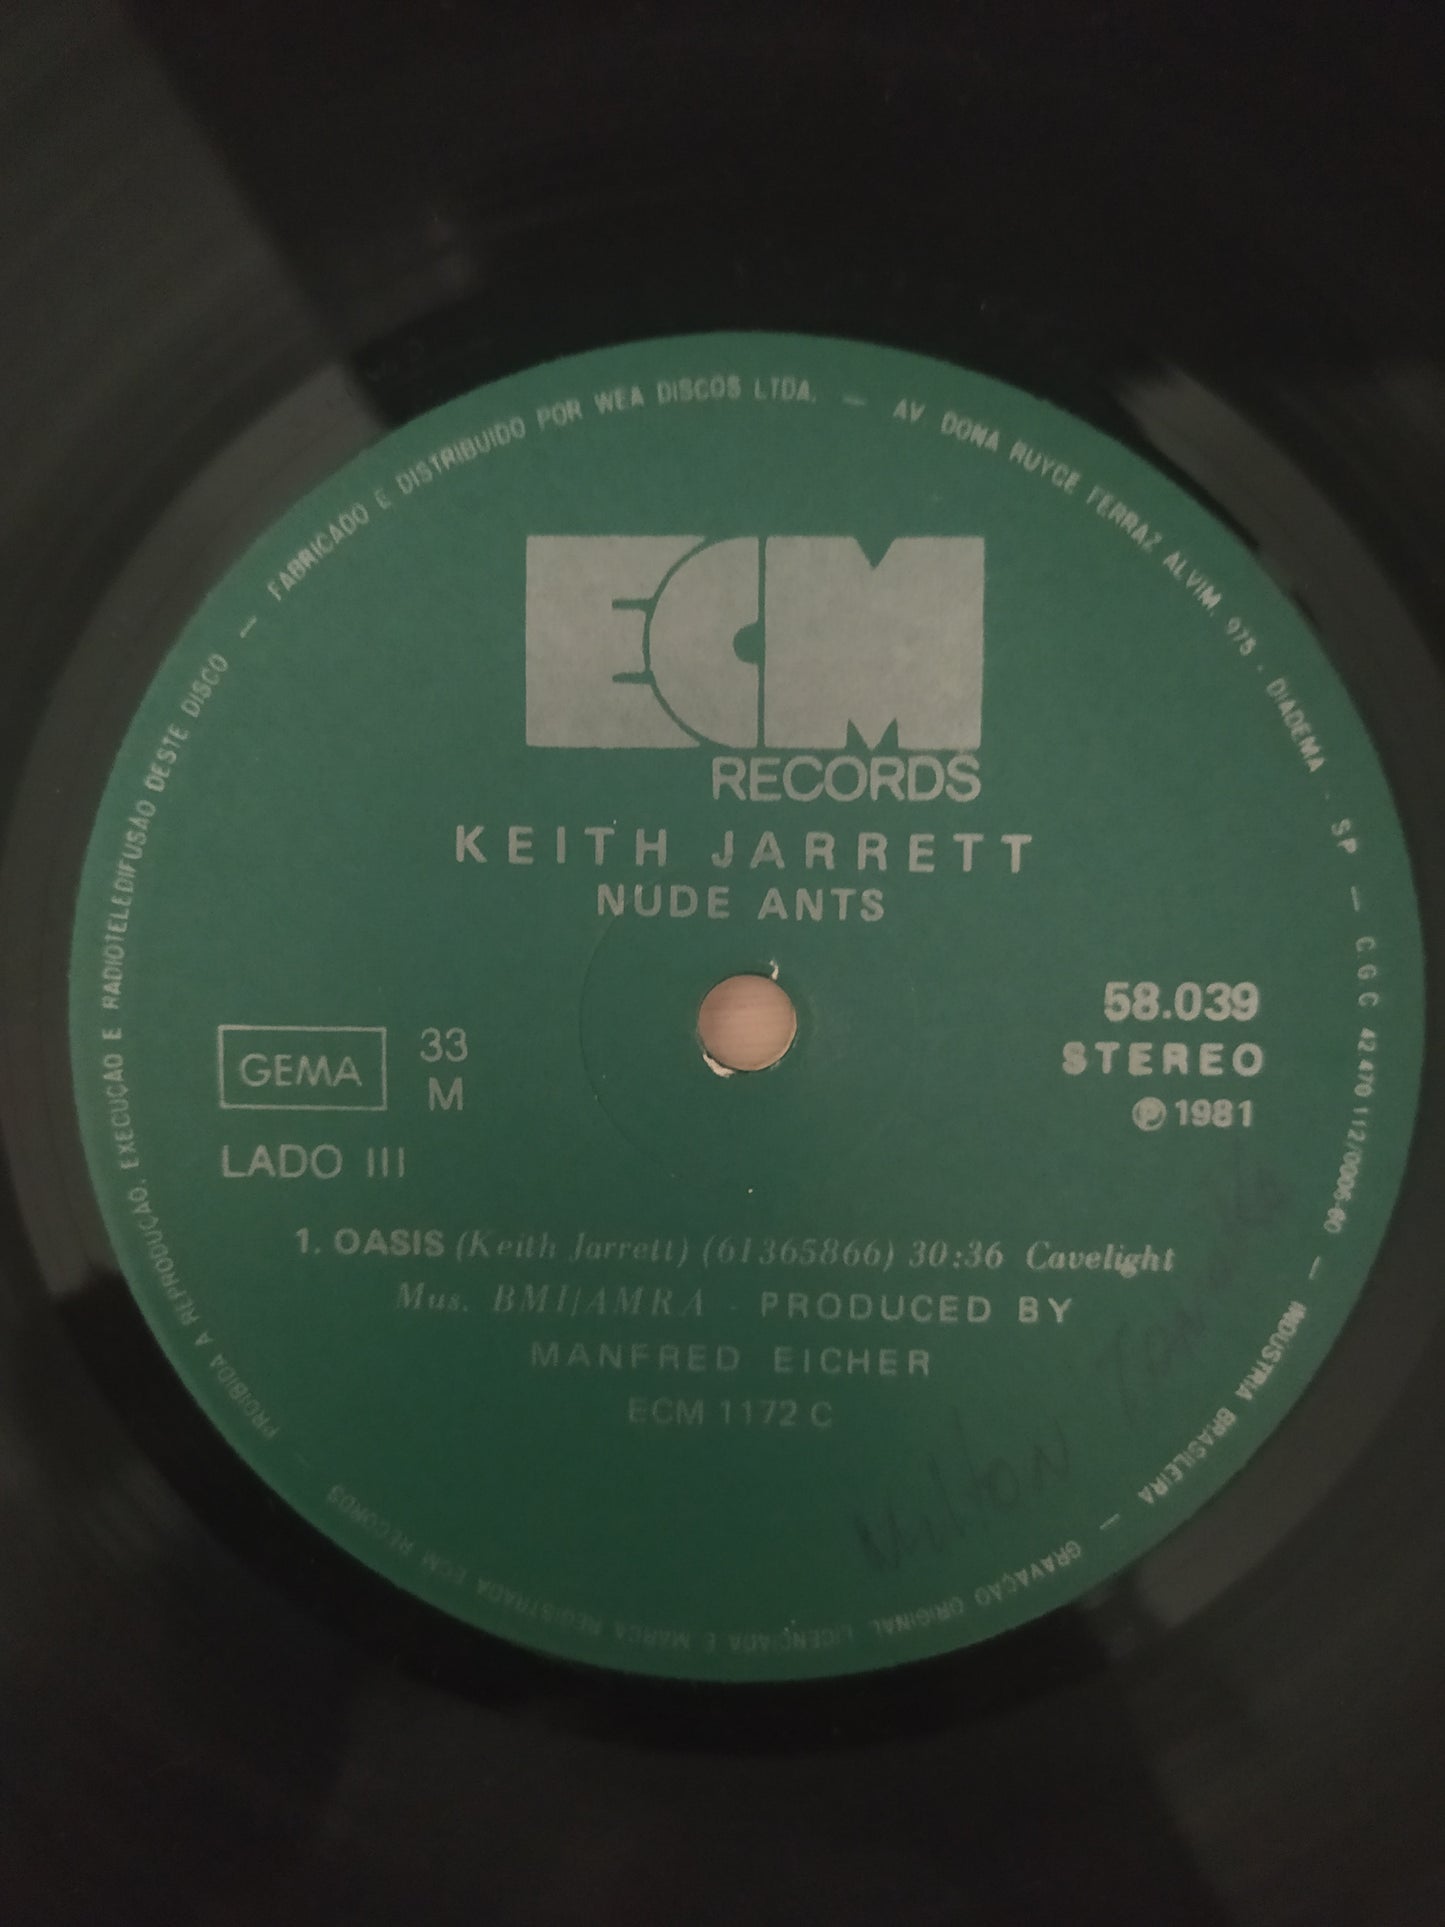 FABRICADO E DISTRIBUIDO POR WEA DISCOS LTDA. — AV. DONA RUYCE FERRAZ ALVIM, 975 - DIADEMA - SP — C.G.C 42.470.112/0006-60 — INDÚSTRIA BRASILEIRA — GRAVAÇÃO ORIGINAL LICENCIADA E MARCA REGISTRADA ECM RECORDS — PROIBIDA A REPRODUÇÃO, EXECUÇÃO E RADIOTELEDIFUSÃO DESTE DISCO —
ECM
RECORDS
KEITH JARRETT
NUDE ANTS
58.039
STEREO
℗ 1981
GEMA
33
M
LADO III
1. OASIS (Keith Jarrett) (61365866) 30:36 Cavelight
Mus. BMI/AMRA - PRODUCED BY
MANFRED EICHER
ECM 1172 C
Milton